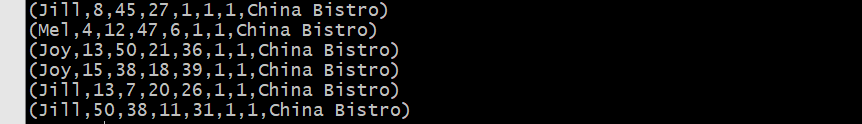 (Jill,8,45,27,1,1,1,China Bistro)
(Mel,4,12,47,6,1,1,China Bistro)
(Joy,13,50,21,36,1,1,China Bistro)
(Joy,15,38,18,39,1,1,China Bistro)
(Jill,13,7,20,26,1,1,China Bistro)
(Jill,50,38,11,31,1,1,China Bistro)